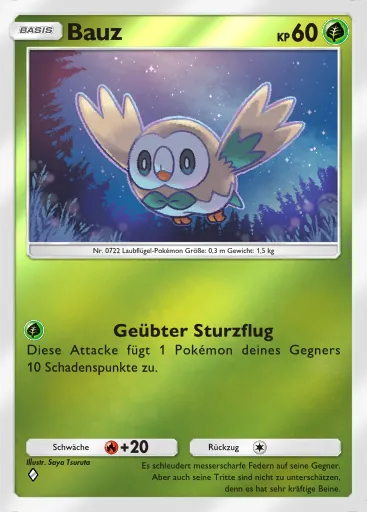 BASIS Bauz KP 60
Nr. 0722 Laubflügel-Pokémon Größe: 0,3 m Gewicht: 1,5 kg
Geübter Sturzflug
Diese Attacke fügt 1 Pokémon deines Gegners
10 Schadenspunkte zu.
Schwäche +20 Rückzug
Illustr. Saya Tsuruta
Es schleudert messerscharfe Federn auf seine Gegner.
Aber auch seine Tritte sind nicht zu unterschätzen,
denn es hat sehr kräftige Beine.